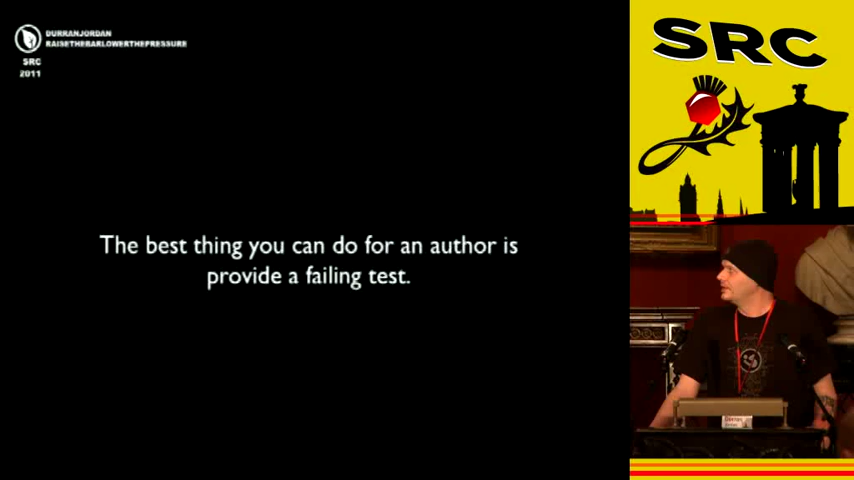 DURRANJORDAN
RAISETHEBARLOWERTHEPRESSURE
SRC
2011
The best thing you can do for an author is
provide a failing test.
SRC